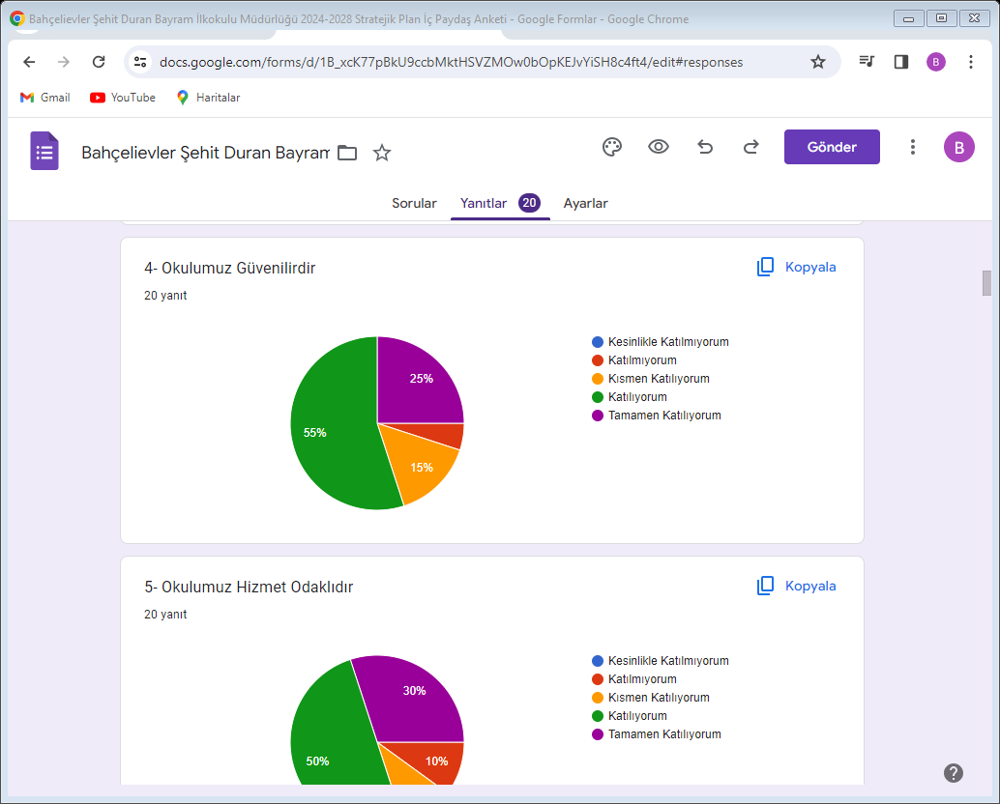 Bahçelievler Şehit Duran Bayram İlkokulu Müdürlüğü 2024-2028 Stratejik Plan İç Paydaş Anketi - Google Formlar - Google Chrome
docs.google.com/forms/d/1B_xcK77pBkU9ccbMktHSVZMOw0bOpKEJvYiSH8c4ft4/edit#responses
B
Gmail YouTube Haritalar
Bahçelievler Şehit Duran Bayram
Gönder
B
Sorular Yanıtlar 20 Ayarlar
4- Okulumuz Güvenilirdir
Kopyala
20 yanıt
Kesinlikle Katılmıyorum
Katılmıyorum
Kısmen Katılıyorum
Katılıyorum
Tamamen Katılıyorum
25%
55%
15%
5- Okulumuz Hizmet Odaklıdır
Kopyala
20 yanıt
Kesinlikle Katılmıyorum
Katılmıyorum
Kısmen Katılıyorum
Katılıyorum
Tamamen Katılıyorum
30%
50%
10%